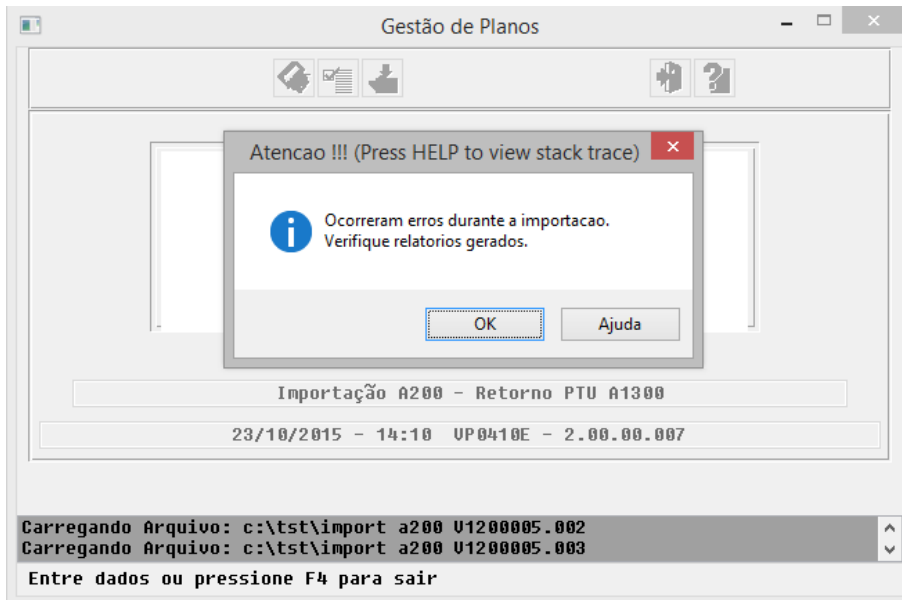 Gestão de Planos
Atencao !!! (Press HELP to view stack trace)
Ocorreram erros durante a importacao.
Verifique relatorios gerados.
OK
Ajuda
Importação A200 - Retorno PTU A1300
23/10/2015 - 14:10 VP0410E - 2.00.00.007
Carregando Arquivo: c:\tst\import a200 V1200005.002
Carregando Arquivo: c:\tst\import a200 V1200005.003
Entre dados ou pressione F4 para sair